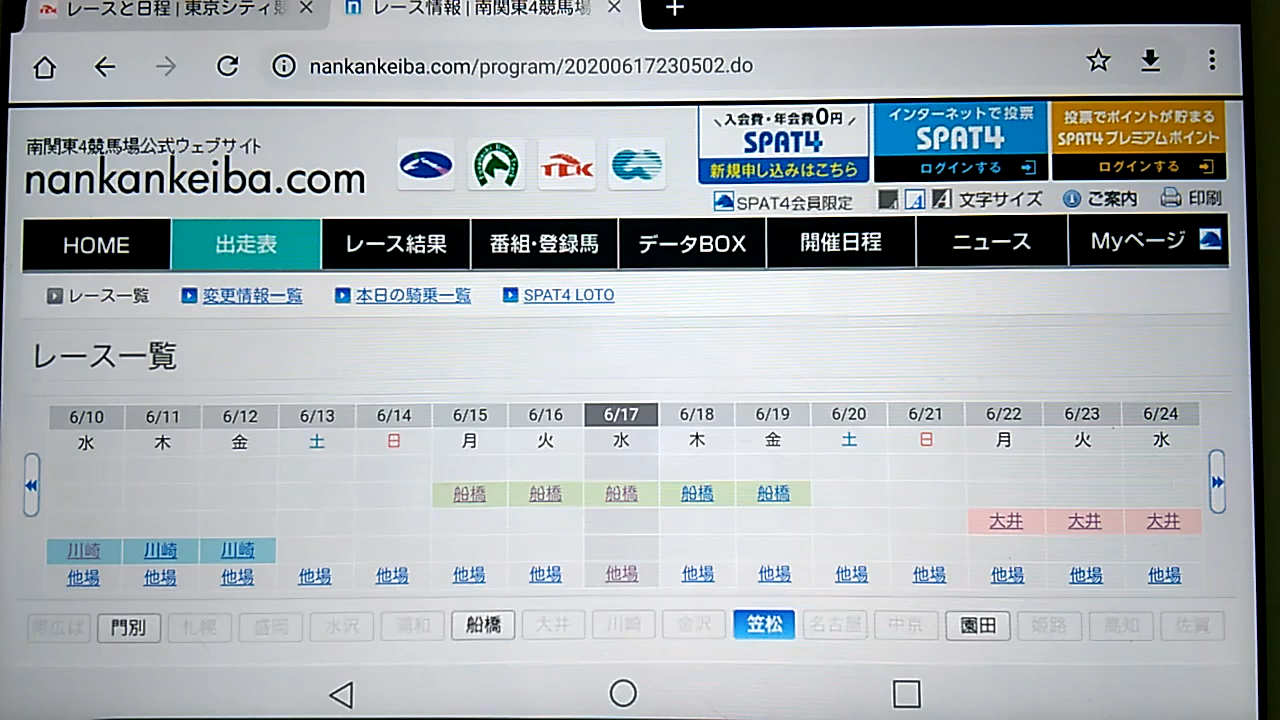 レースと日程 | 東京シティ競
レース情報 | 南関東4競馬場
nankankeiba.com/program/20200617230502.do
南関東4競馬場公式ウェブサイト
nankankeiba.com
TCK
入会費・年会費0円
SPAT4
新規申し込みはこちら
インターネットで投票
SPAT4
ログインする
投票でポイントが貯まる
SPAT4プレミアムポイント
ログインする
SPAT4会員限定 A A A 文字サイズ ご案内 印刷
HOME 出走表 レース結果 番組・登録馬 データBOX 開催日程 ニュース Myページ
レース一覧 変更情報一覧 本日の騎乗一覧 SPAT4 LOTO
レース一覧
6/10 6/11 6/12 6/13 6/14 6/15 6/16 6/17 6/18 6/19 6/20 6/21 6/22 6/23 6/24
水 木 金 土 日 月 火 水 木 金 土 日 月 火 水
船橋 船橋 船橋 船橋 船橋
大井 大井 大井
川崎 川崎 川崎
他場 他場 他場 他場 他場 他場 他場 他場 他場 他場 他場 他場 他場 他場 他場
帯広ば 門別 札幌 盛岡 水沢 浦和 船橋 大井 川崎 金沢 笠松 名古屋 中京 園田 姫路 高知 佐賀